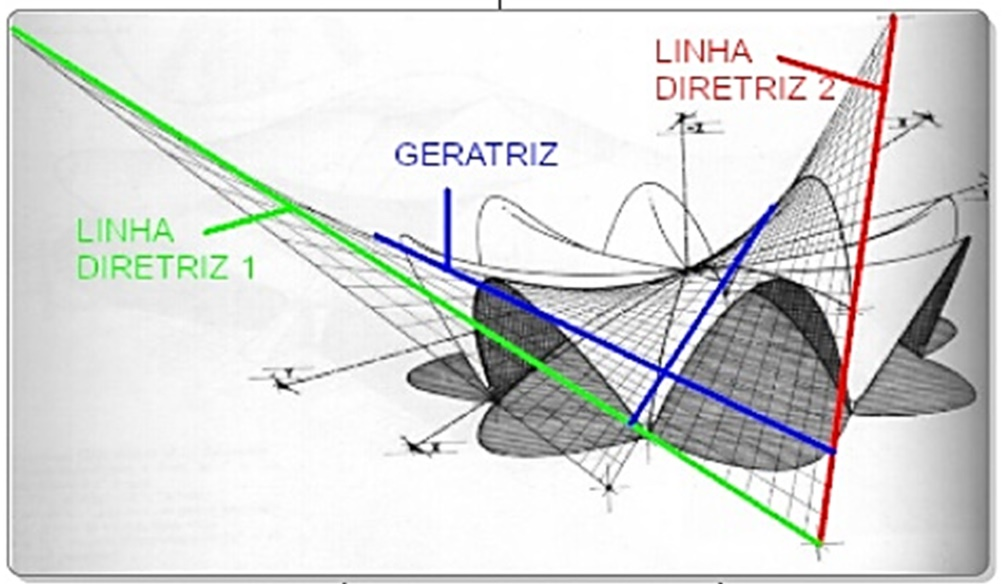 LINHA
DIRETRIZ 2
GERATRIZ
LINHA
DIRETRIZ 1